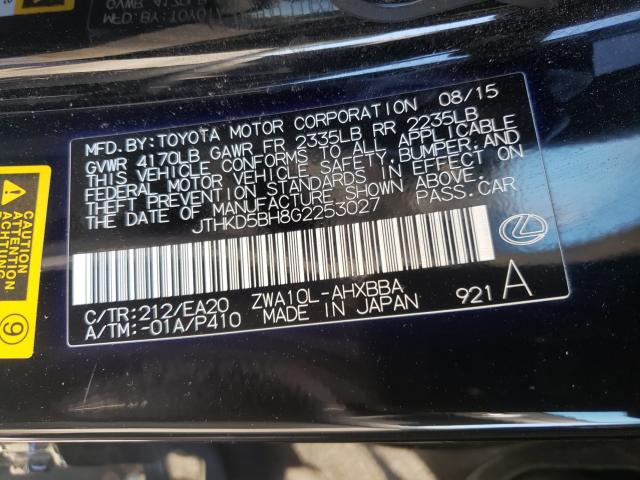 MFD. BY: TOYOTA MOTOR CORPORATION 08/15
GVWR 4170LB GAWR FR 2335LB RR 2235LB
THIS VEHICLE CONFORMS TO ALL APPLICABLE
FEDERAL MOTOR VEHICLE SAFETY, BUMPER, AND
THEFT PREVENTION STANDARDS IN EFFECT ON
THE DATE OF MANUFACTURE SHOWN ABOVE.
JTHKD5BH8G2253027 PASS. CAR
C/TR: 212/EA20 ZWA10L-AHXBBA
A/TM: -01A/P410 MADE IN JAPAN 921 A
CAUTION
ACHTUNG
9